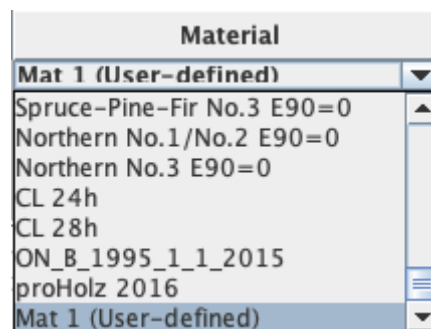 Material
Mat 1 (User-defined)
Spruce-Pine-Fir No.3 E90=0
Northern No.1/No.2 E90=0
Northern No.3 E90=0
CL 24h
CL 28h
ON_B_1995_1_1_2015
proHolz 2016
Mat 1 (User-defined)